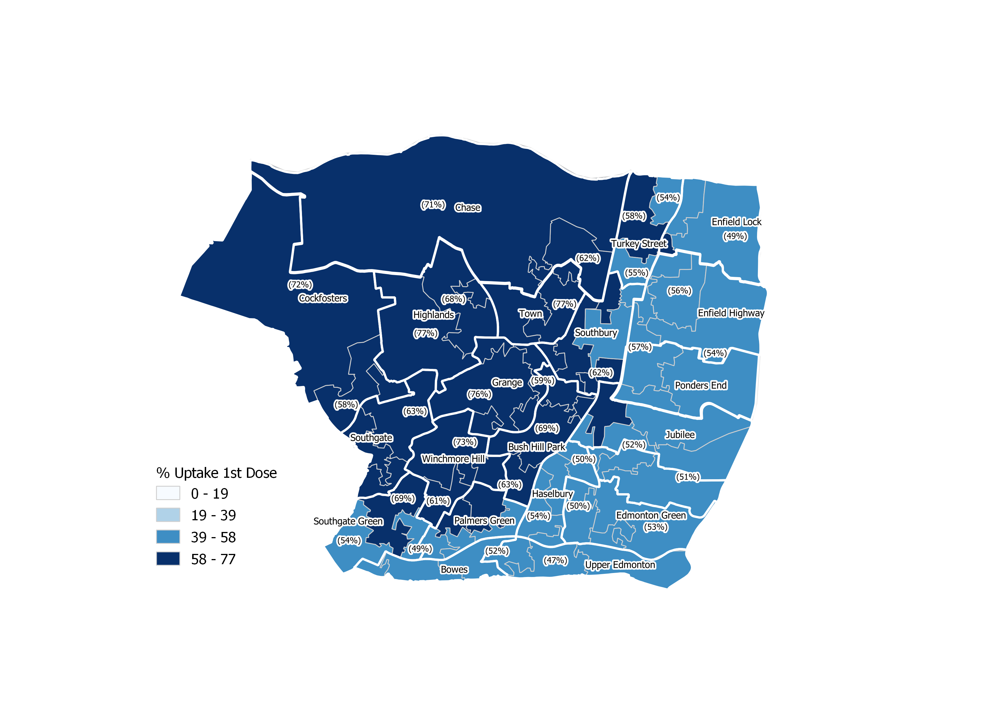 (54%)
(71%)
Chase
(58%)
Enfield Lock
(49%)
Turkey Street
(62%)
(55%)
(72%)
Cockfosters
(68%)
(56%)
Highlands
Town
(77%)
Enfield Highway
(77%)
Southbury
(57%)
(54%)
(62%)
Grange
(59%)
Ponders End
(76%)
(58%)
(63%)
(69%)
Southgate
(73%)
Bush Hill Park
Jubilee
(52%)
Winchmore Hill
(50%)
% Uptake 1st Dose
0 - 19
19 - 39
39 - 58
58 - 77
(51%)
(63%)
Haselbury
(69%)
(61%)
(50%)
Southgate Green
Palmers Green
(54%)
Edmonton Green
(53%)
(54%)
(49%)
(52%)
(47%)
Bowes
Upper Edmonton